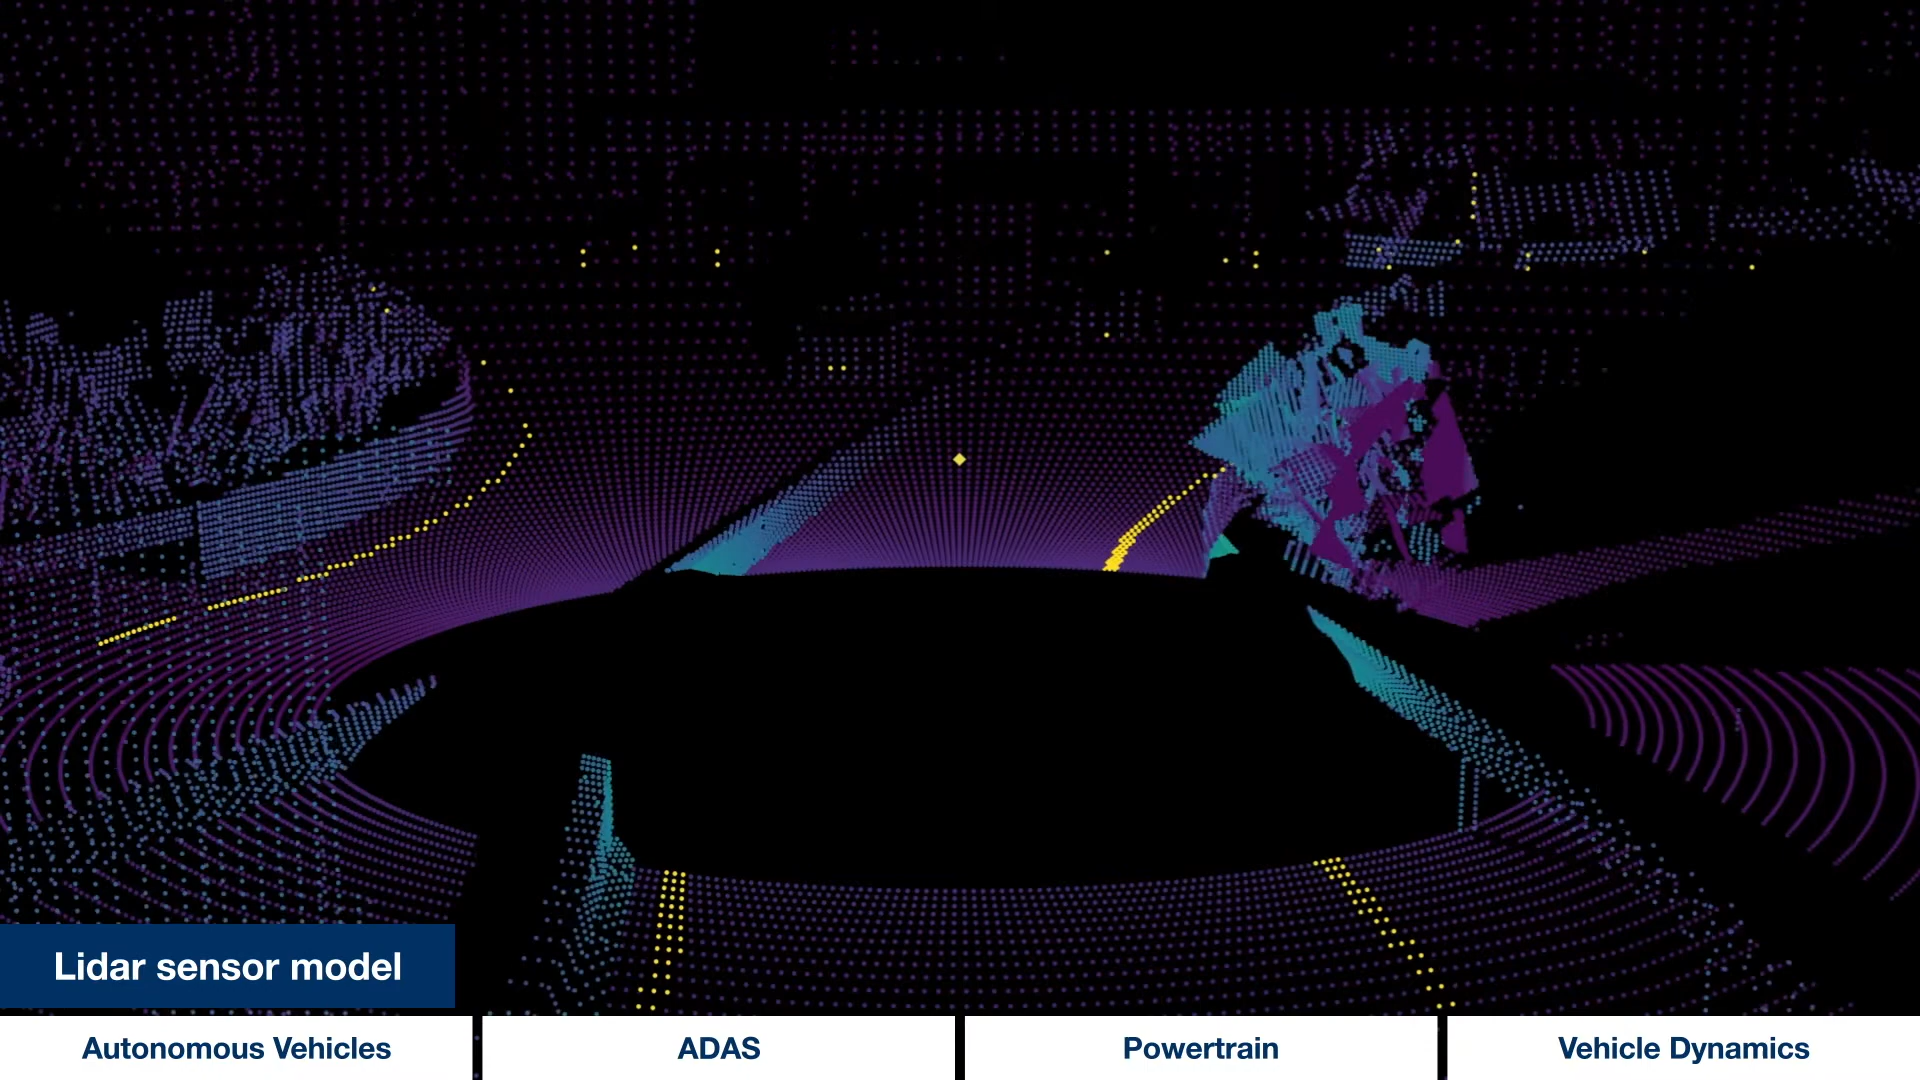 Lidar sensor model
Autonomous Vehicles
ADAS
Powertrain
Vehicle Dynamics